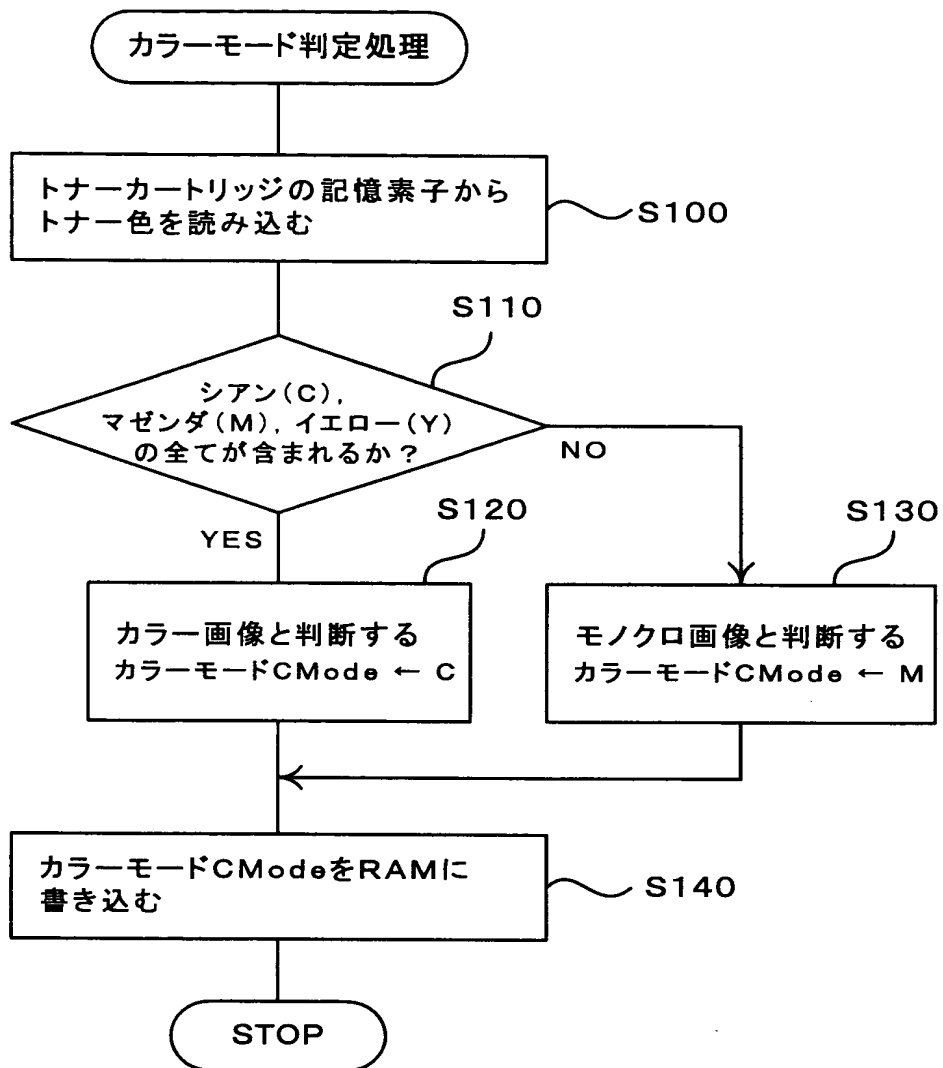 カラーモード判定処理
トナーカートリッジの記憶素子から
トナー色を読み込む
S100
S110
シアン(C),
マゼンダ(M),イエロー(Y)
の全てが含まれるか?
NO
YES
S120
S130
カラー画像と判断する
カラーモードCMode ← C
モノクロ画像と判断する
カラーモードCMode ← M
カラーモードCModeをRAMに
書き込む
S140
STOP